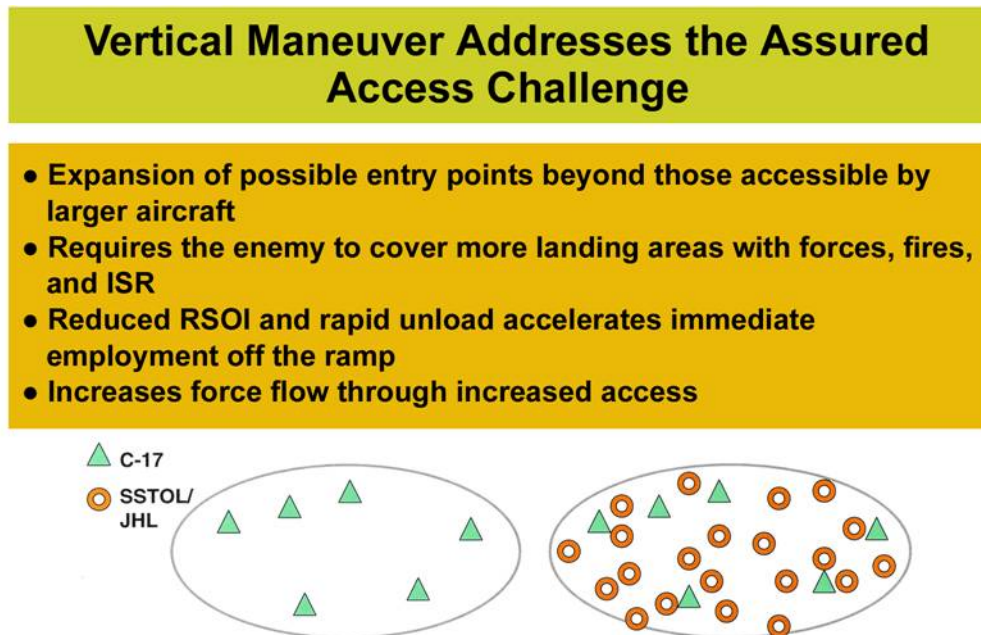 Vertical Maneuver Addresses the Assured
Access Challenge
● Expansion of possible entry points beyond those accessible by
larger aircraft
● Requires the enemy to cover more landing areas with forces, fires,
and ISR
● Reduced RSOI and rapid unload accelerates immediate
employment off the ramp
● Increases force flow through increased access
C-17
SSTOL/
JHL